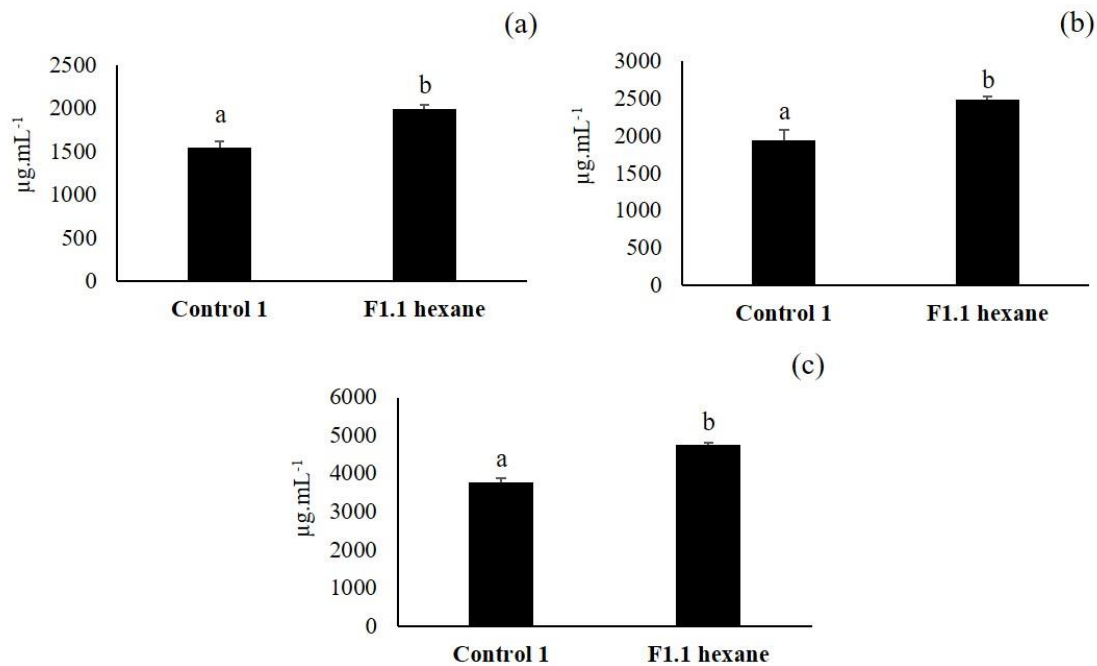 (a)
2500
2000
1500
1000
500
0
µg.mL⁻¹
a
b
Control 1
F1.1 hexane
(b)
3000
2500
2000
1500
1000
500
0
µg.mL⁻¹
a
b
Control 1
F1.1 hexane
(c)
6000
5000
4000
3000
2000
1000
0
µg.mL⁻¹
a
b
Control 1
F1.1 hexane